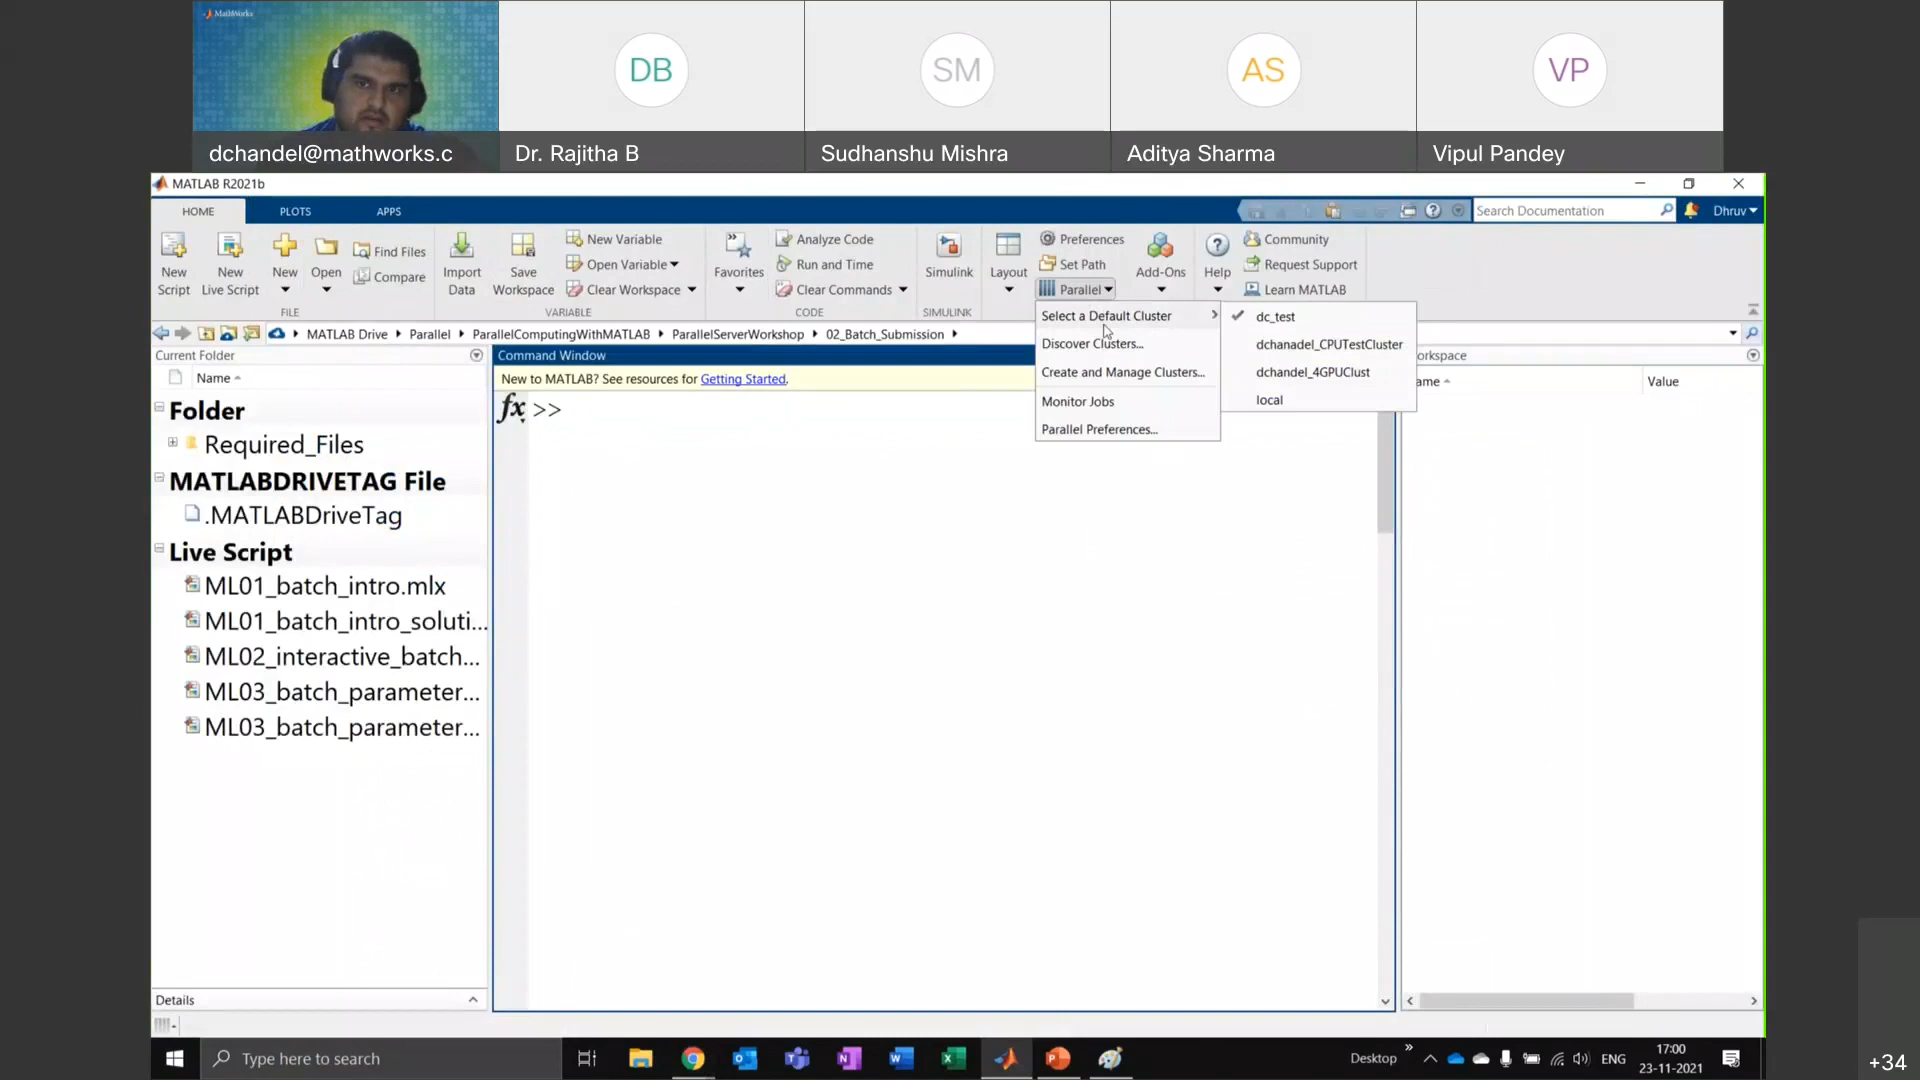 MathWorks
DB
SM
AS
VP
dchandel@mathworks.c
Dr. Rajitha B
Sudhanshu Mishra
Aditya Sharma
Vipul Pandey
MATLAB R2021b
HOME
PLOTS
APPS
Search Documentation
Dhruv
New Script
New Live Script
New
Open
Find Files
Compare
FILE
Import Data
Save Workspace
New Variable
Open Variable
Clear Workspace
VARIABLE
Favorites
Analyze Code
Run and Time
Clear Commands
CODE
Simulink
SIMULINK
Layout
Preferences
Set Path
Parallel
Add-Ons
Help
Community
Request Support
Learn MATLAB
Select a Default Cluster
Discover Clusters...
Create and Manage Clusters...
Monitor Jobs
Parallel Preferences...
dc_test
dchanadel_CPUTestCluster
dchandel_4GPUClust
local
MATLAB Drive
Parallel
ParallelComputingWithMATLAB
ParallelServerWorkshop
02_Batch_Submission
Current Folder
Name
Folder
Required_Files
MATLABDRIVETAG File
.MATLABDriveTag
Live Script
ML01_batch_intro.mlx
ML01_batch_intro_soluti...
ML02_interactive_batch...
ML03_batch_parameter...
ML03_batch_parameter...
Details
Command Window
New to MATLAB? See resources for Getting Started.
fx >>
orkspace
ame
Value
Type here to search
Desktop
ENG
17:00
23-11-2021
+34